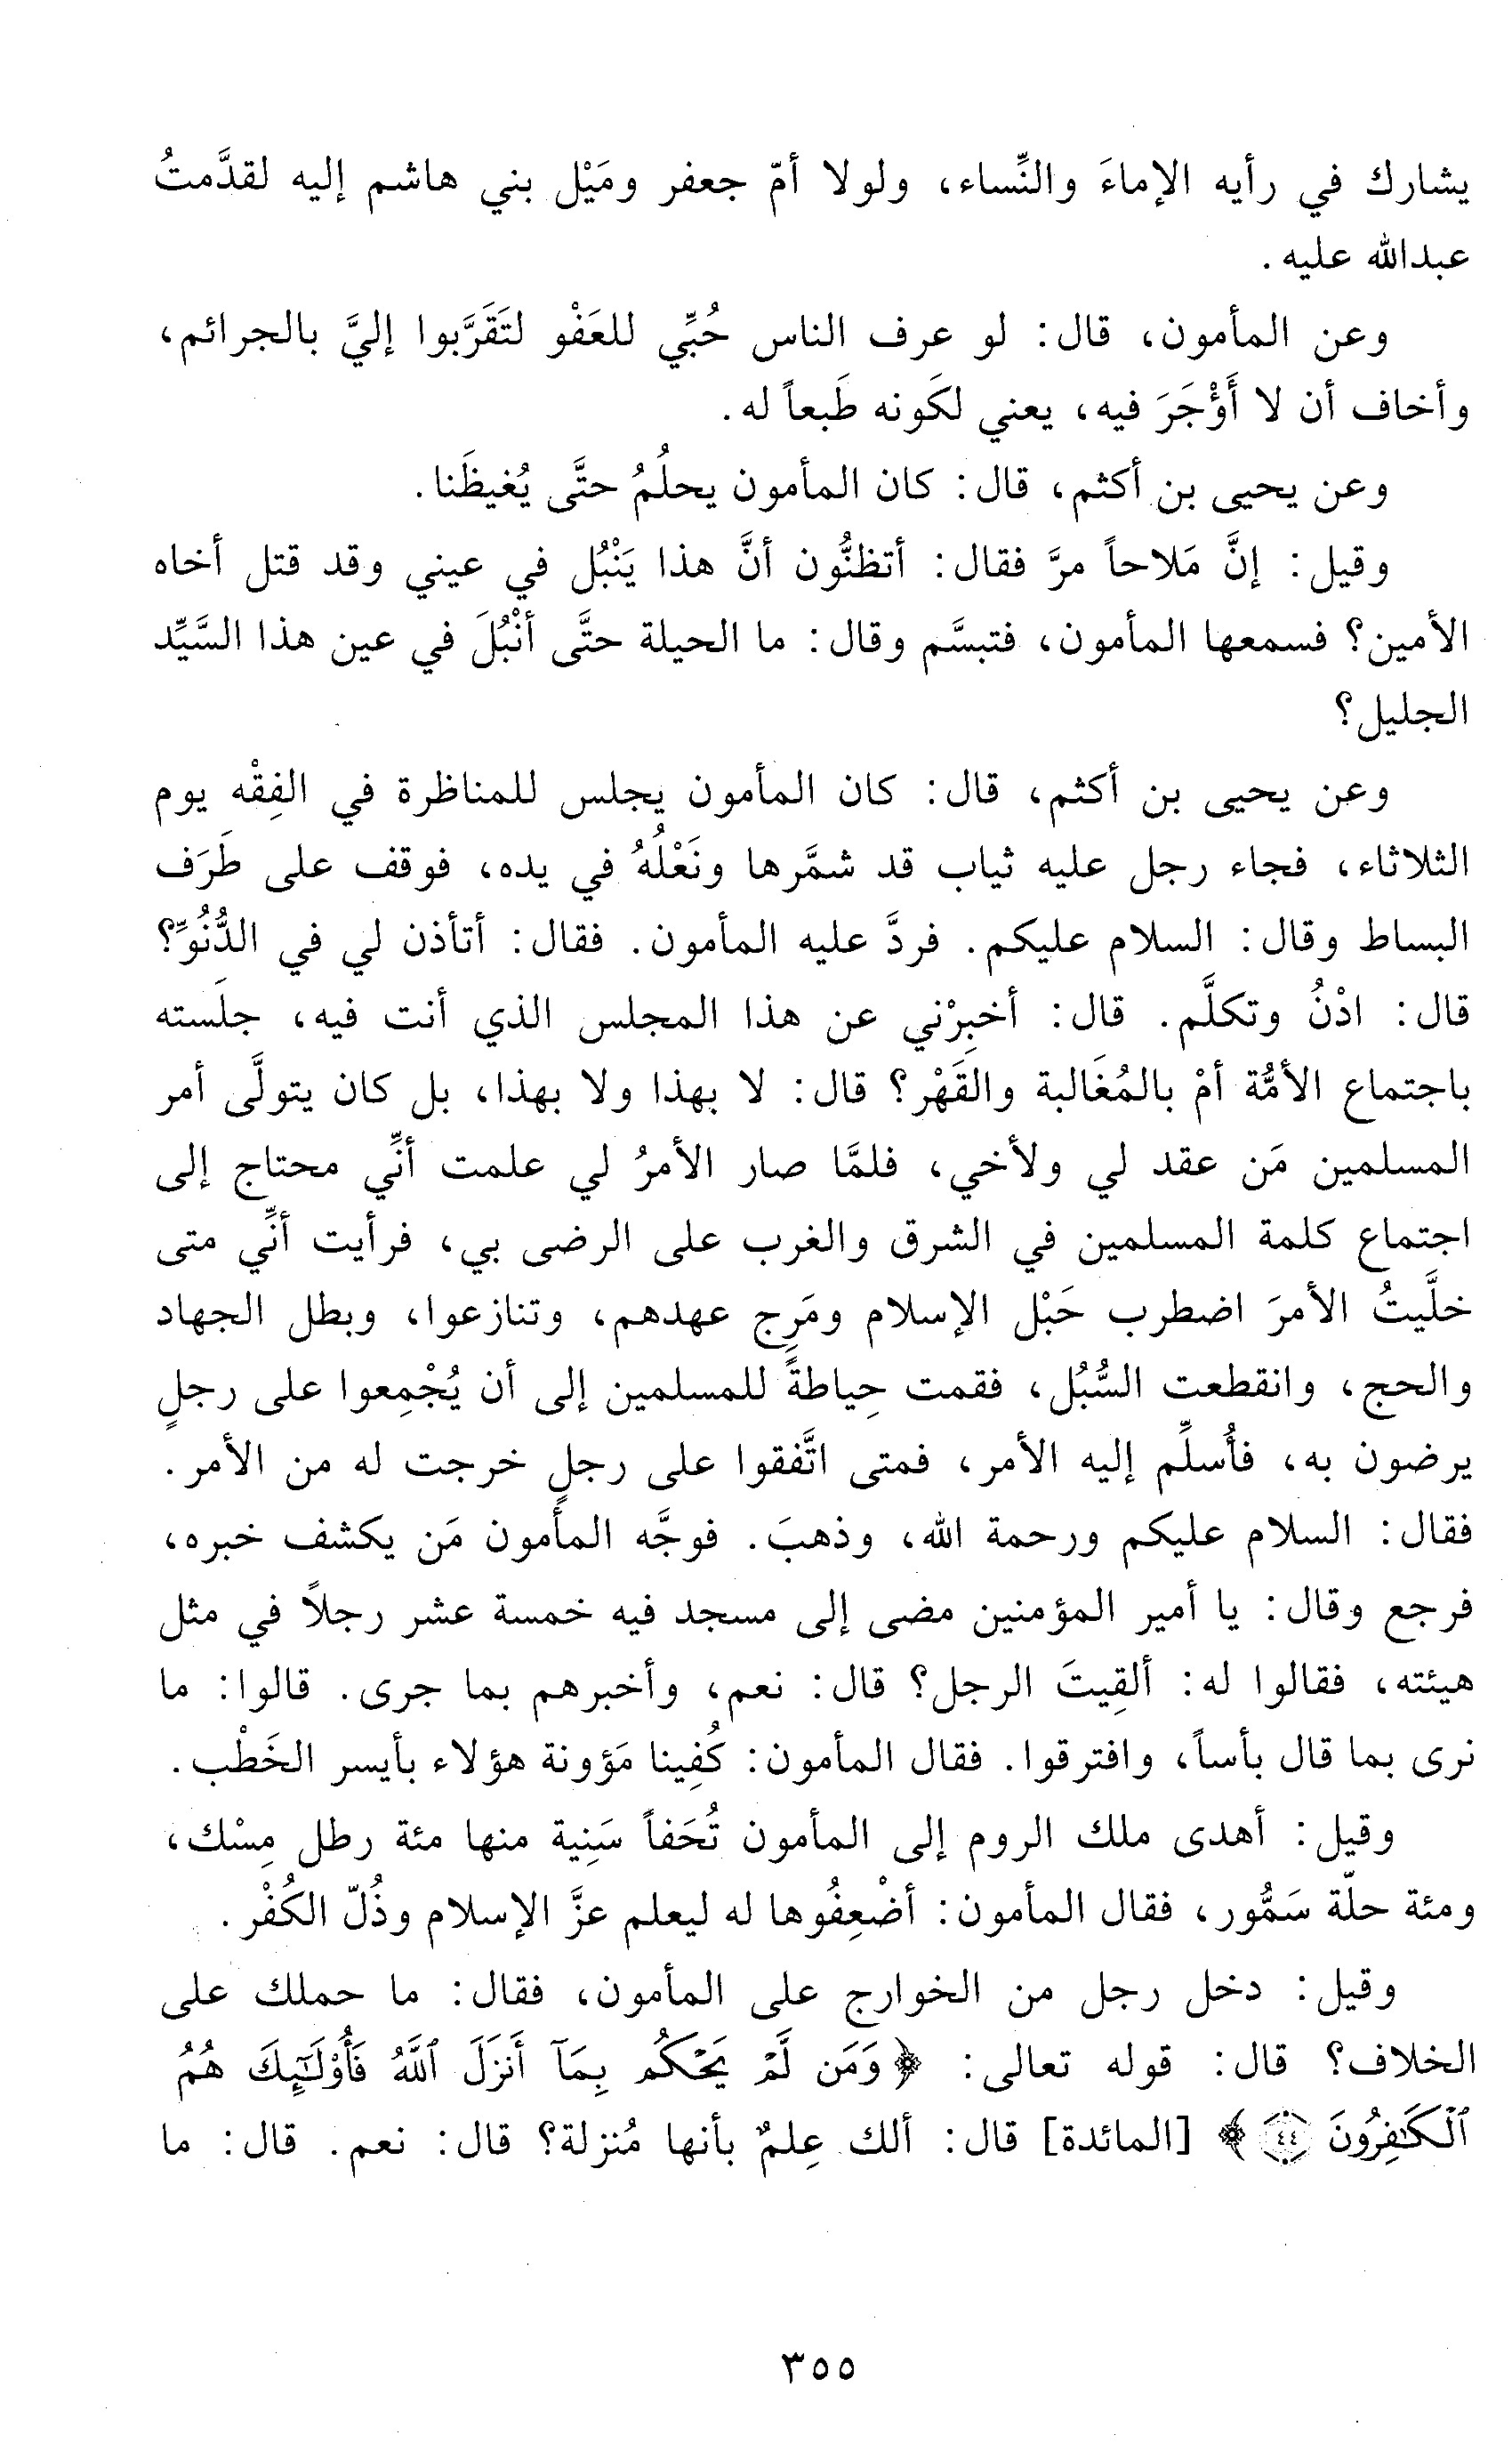 يشارك في رأيه الإماءَ والنِّساء، ولولا أمّ جعفر ومَيْل بني هاشم إليه لقدَّمتُ
عبدالله عليه.
وعن المأمون، قال: لو عرف الناس حُبِّي للعَفْو لتَقَرَّبوا إليَّ بالجرائم،
وأخاف أن لا أَؤْجَرَ فيه، يعني لكَونه طَبعاً له.
وعن يحيى بن أكثم، قال: كان المأمون يحلُمُ حتَّى يُغيظَنا.
وقيل: إنَّ مَلاحاً مرَّ فقال: أتظنُّون أنَّ هذا يَنْبُل في عيني وقد قتل أخاه
الأمين؟ فسمعها المأمون، فتبسَّم وقال: ما الحيلة حتَّى أنْبُلَ في عين هذا السَّيِّد
الجليل؟
وعن يحيى بن أكثم، قال: كان المأمون يجلس للمناظرة في الفِقْه يوم
الثلاثاء، فجاء رجل عليه ثياب قد شمَّرها ونَعْلُهُ في يده، فوقف على طَرَف
البساط وقال: السلام عليكم. فردَّ عليه المأمون. فقال: أتأذن لي في الدُّنُوِّ؟
قال: ادْنُ وتكلَّم. قال: أخبِرْني عن هذا المجلس الذي أنت فيه، جلَسته
باجتماع الأمُّة أمْ بالمُغَالبة والقَهْر؟ قال: لا بهذا ولا بهذا، بل كان يتولَّى أمر
المسلمين مَن عقد لي ولأخي، فلمَّا صار الأمرُ لي علمت أنِّي محتاج إلى
اجتماع كلمة المسلمين في الشرق والغرب على الرضى بي، فرأيت أنِّي متى
خلَّيتُ الأمرَ اضطرب حَبْل الإسلام ومَرِج عهدهم، وتنازعوا، وبطل الجهاد
والحج، وانقطعت السُّبُل، فقمت حِياطةً للمسلمين إلى أن يُجْمِعوا على رجلٍ
يرضون به، فأُسلِّم إليه الأمر، فمتى اتَّفقوا على رجلٍ خرجت له من الأمر.
فقال: السلام عليكم ورحمة الله، وذهبَ. فوجَّه المأمون مَن يكشف خبره،
فرجع وقال: يا أمير المؤمنين مضى إلى مسجد فيه خمسة عشر رجلاً في مثل
هيئته، فقالوا له: ألقِيتَ الرجل؟ قال: نعم، وأخبرهم بما جرى. قالوا: ما
نرى بما قال بأساً، وافترقوا. فقال المأمون: كُفِينا مَؤونة هؤلاء بأيسر الخَطْب.
وقيل: أهدى ملك الروم إلى المأمون تُحَفاً سَنِية منها مئة رطل مِسْك،
ومئة حلّة سَمُّور، فقال المأمون: أضْعِفُوها له ليعلم عزَّ الإسلام وذُلّ الكُفْر.
وقيل: دخل رجل من الخوارج على المأمون، فقال: ما حملك على
الخلاف؟ قال: قوله تعالى: ﴿وَمَن لَّمْ يَحْكُم بِمَآ أَنزَلَ ٱللَّهُ فَأُو۟لَـٰٓئِكَ هُمُ
ٱلْكَـٰفِرُونَ ٤٤﴾ [المائدة] قال: ألك عِلمٌ بأنها مُنزلة؟ قال: نعم. قال: ما
٣٥٥